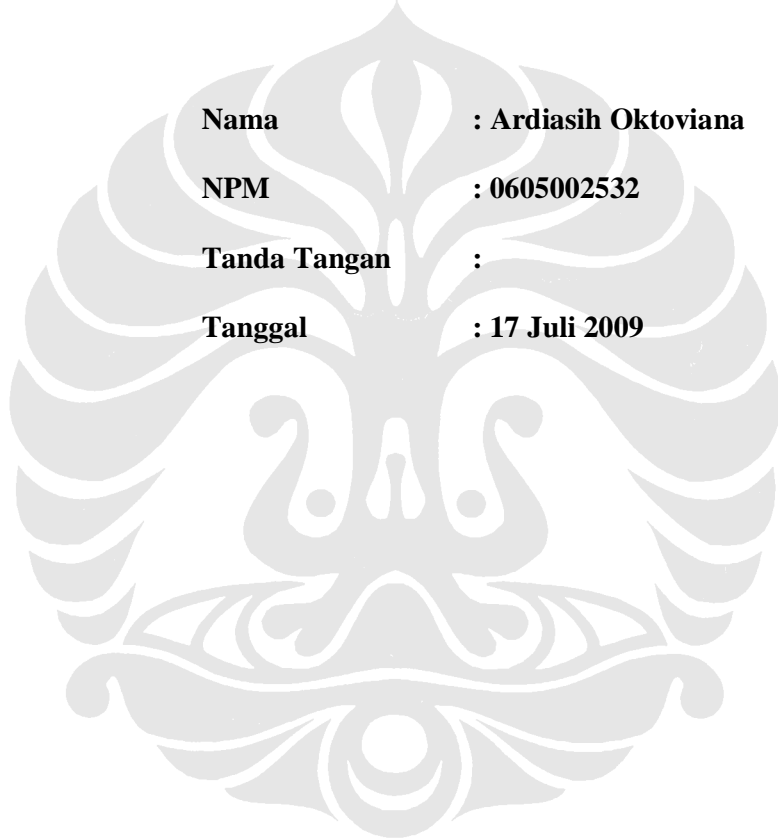 Nama : Ardiasih Oktoviana
NPM : 0605002532
Tanda Tangan :
Tanggal : 17 Juli 2009